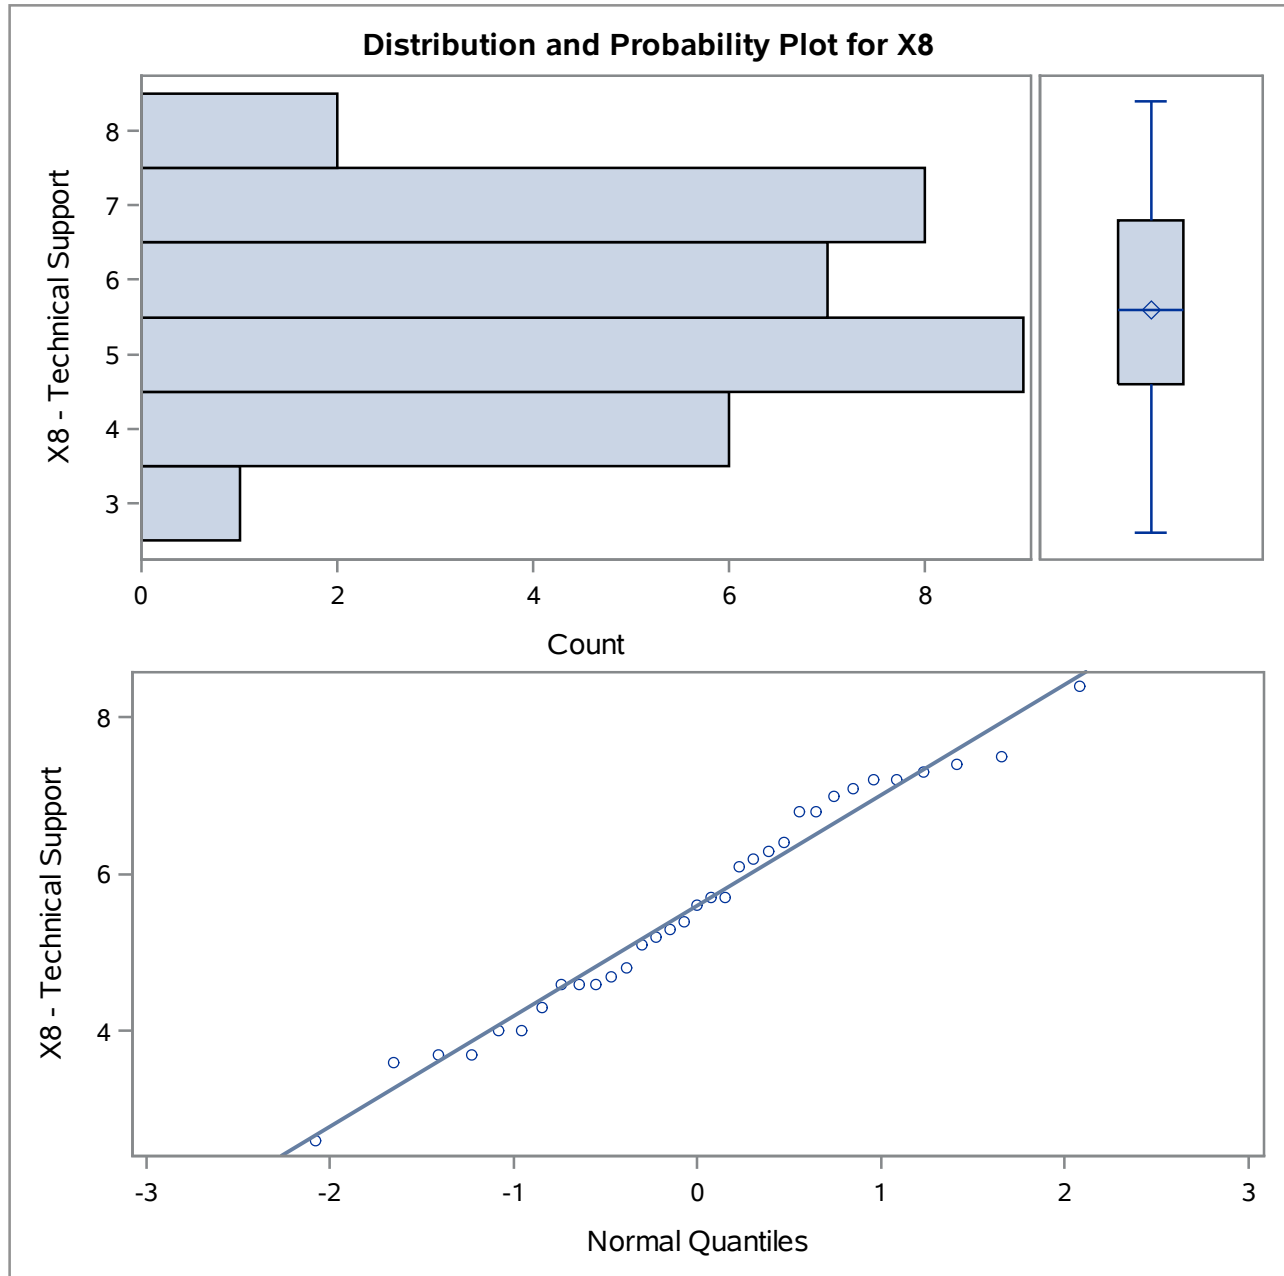 Distribution and Probability Plot for X8
X8 - Technical Support
8
7
6
5
4
3
0 2 4 6 8
Count
X8 - Technical Support
8
6
4
-3 -2 -1 0 1 2 3
Normal Quantiles